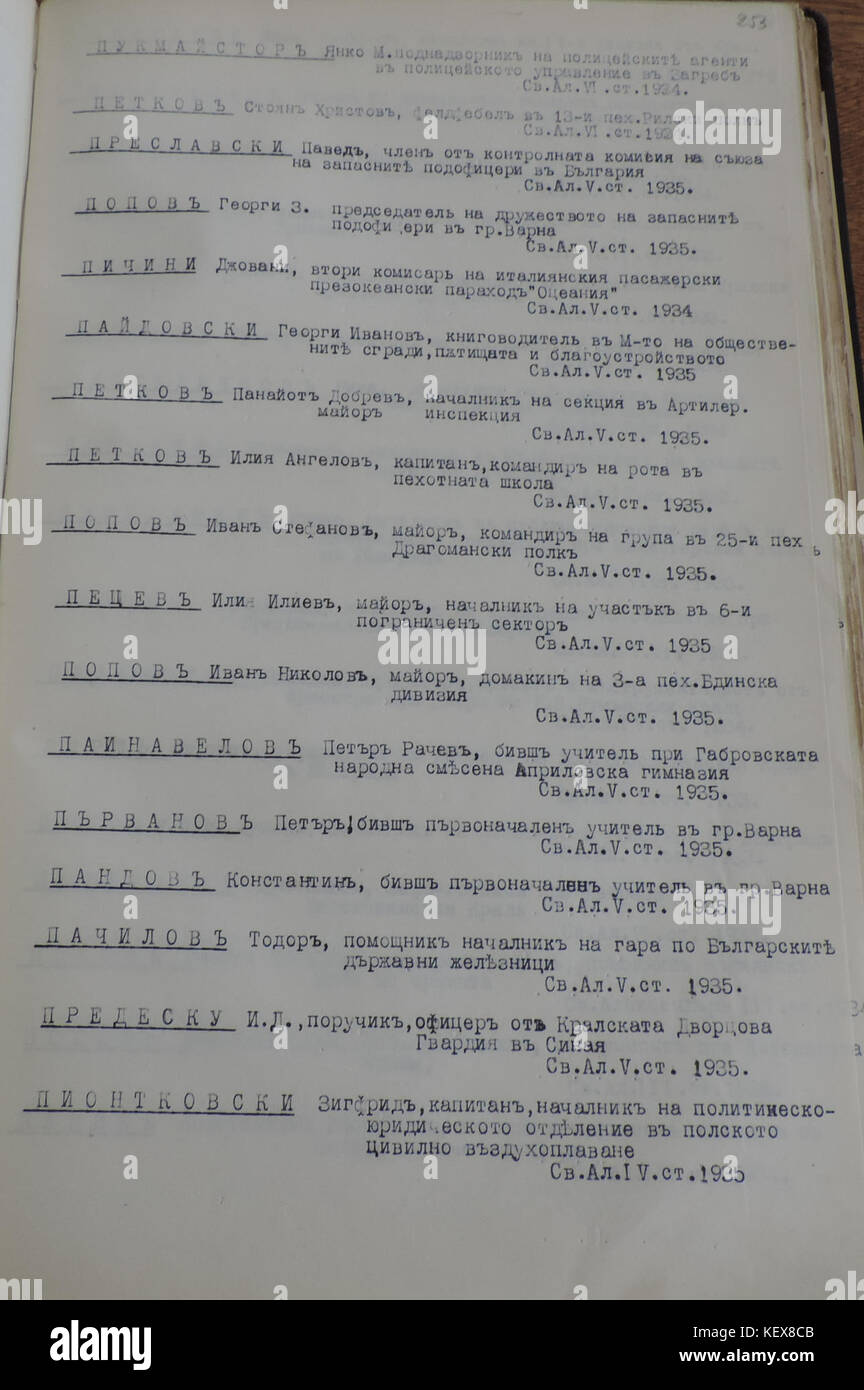 253
ПУКМАЙСТОРЪ Янко М. поднадзорникъ на полицейскитѣ агенти
въ полицейското управление въ Загребъ
Св.Ал.VI.ст.1934.
ПЕТКОВЪ Стоянъ Христовъ, фелдфебелъ въ 13-и пех.Рилски полкъ
Св.Ал.VI.ст.
ПРЕСЛАВСКИ Павелъ, членъ отъ контролната комисия на съюза
на запаснитѣ подофицери въ България
Св.Ал.V.ст. 1935.
ПОПОВЪ Георги З. председатель на дружеството на запаснитѣ
подофицери въ гр.Варна
Св.Ал.V.ст. 1935.
ПИЧИНИ Джовани, втори комисарь на италиянския пасажерски
презокеански параходъ"Оцеания"
Св.Ал.V.ст. 1934
ПАЙДОВСКИ Георги Ивановъ, книговодитель въ М-то на обществе-
нитѣ сгради,пѫтищата и благоустройството
Св.Ал.V.ст. 1935
ПЕТКОВЪ Панайотъ Добревъ, началникъ на секция въ Артилер.
майоръ инспекция
Св.Ал.V.ст. 1935.
ПЕТКОВЪ Илия Ангеловъ, капитанъ,командиръ на рота въ
пехотната школа
Св.Ал.V.ст. 1935.
ПОПОВЪ Иванъ Стефановъ, майоръ, командиръ на група въ 25-и пех
Драгомански полкъ
Св.Ал.V.ст. 1935.
ПЕЦЕВЪ Илия Илиевъ, майоръ, началникъ на участъкъ въ 6-и
пограниченъ секторъ
Св.Ал.V.ст. 1935
ПОПОВЪ Иванъ Николовъ, майоръ, домакинъ на 3-а пех.Бдинска
дивизия
Св.Ал.V.ст. 1935.
ПАИНАВЕЛОВЪ Петъръ Рачевъ, бившъ учитель при Габровската
народна смѣсена Априловска гимназия
Св.Ал.V.ст. 1935.
ПЪРВАНОВЪ Петъръ, бившъ първоначаленъ учитель въ гр.Варна
Св.Ал.V.ст. 1935.
ПАНДОВЪ Константинъ, бившъ първоначаленъ учитель въ гр.Варна
Св.Ал.V.ст. 1935.
ПАЧИЛОВЪ Тодоръ, помощникъ началникъ на гара по Българскитѣ
държавни желѣзници
Св.Ал.V.ст. 1935.
ПРЕДЕСКУ И.Д.,поручикъ,офицеръ отъ Кралската Дворцова
Гвардия въ Синая
Св.Ал.V.ст. 1935.
ПИОНТКОВСКИ Зигфридъ,капитанъ,началникъ на политическо-
юридическото отдѣление въ полското
цивилно въздухоплаване
Св.Ал.IV.ст.1935
alamy
Image ID: KEX8CB
www.alamy.com